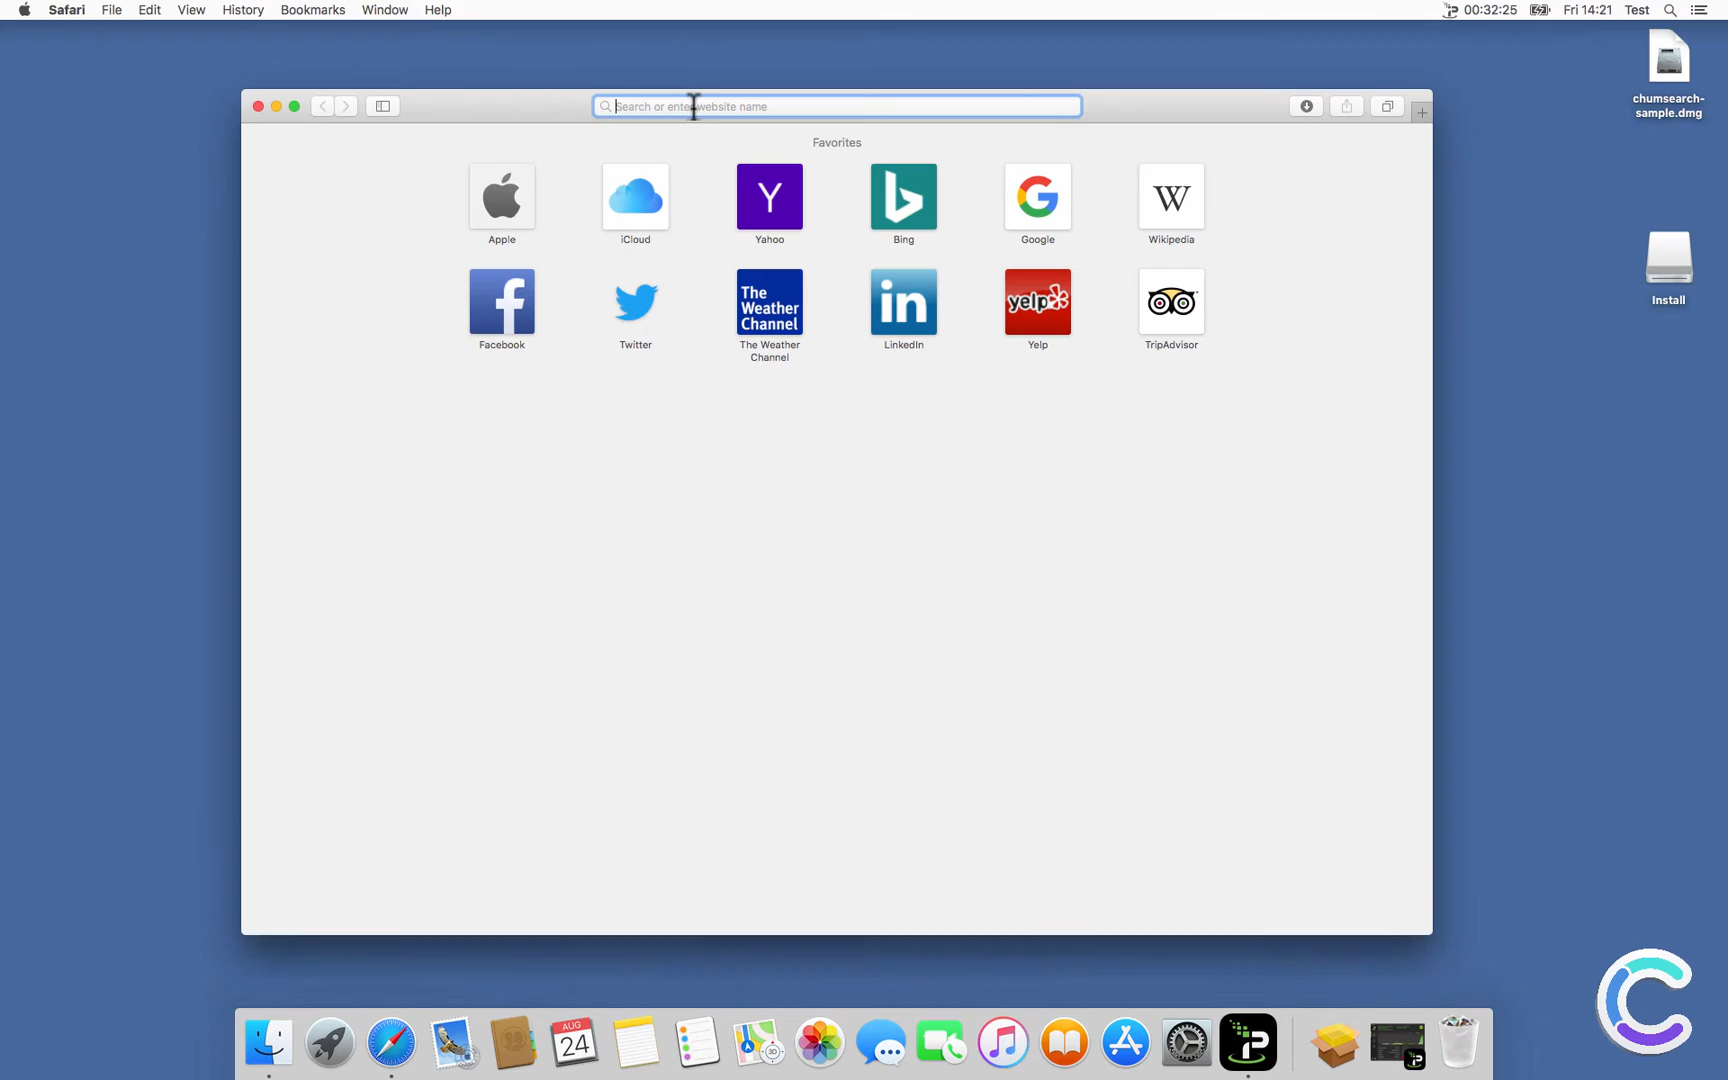 Safari File Edit View History Bookmarks Window Help
00:32:25 Fri 14:21 Test
chumsearch-
sample.dmg
Search or enter website name
Favorites
Apple iCloud Yahoo Bing Google Wikipedia
The
Weather
Channel
in
yelp
Facebook Twitter The Weather
Channel LinkedIn Yelp TripAdvisor
Install
AUG
24
3D